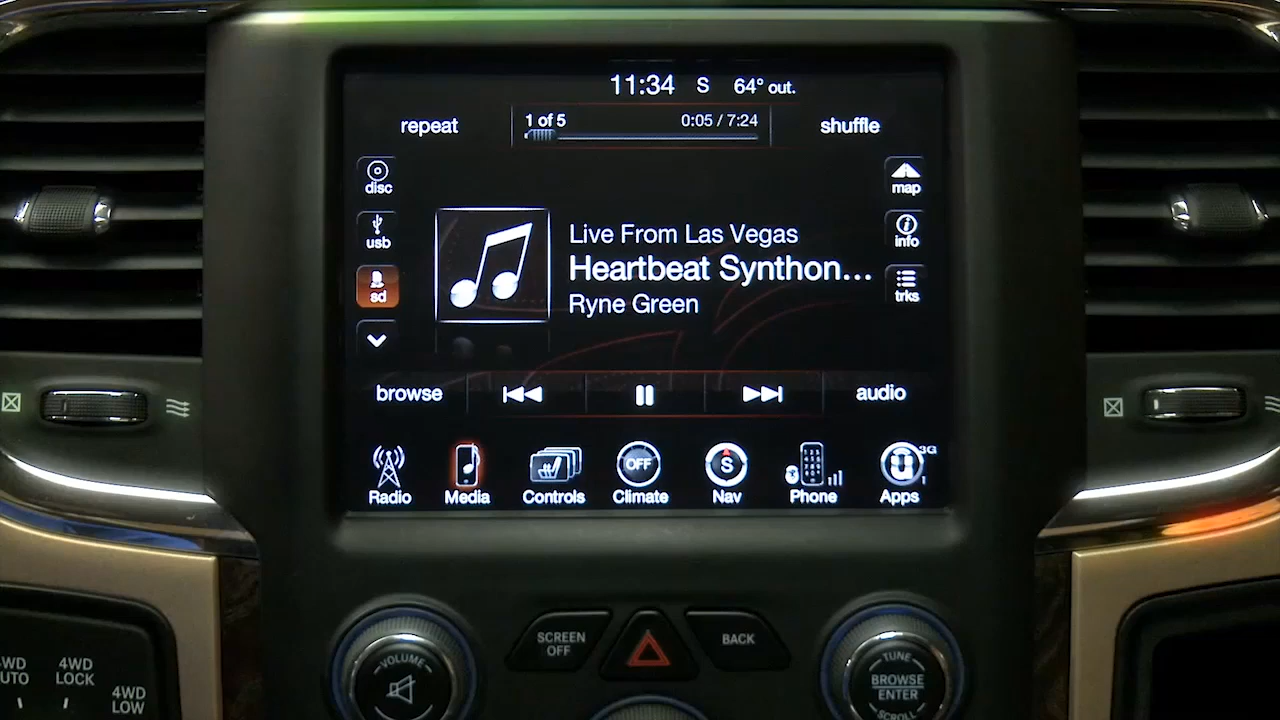 11:34 S 64° out.
repeat
1 of 5 0:05 / 7:24
shuffle
disc
usb
sd
Live From Las Vegas
Heartbeat Synthon...
Ryne Green
map
info
trks
browse
audio
Radio
Media
Controls
OFF
Climate
S
Nav
Phone
3G
Apps
SCREEN
OFF
BACK
VOLUME
TUNE
BROWSE
ENTER
SCROLL
4WD
LOCK
4WD
LOW